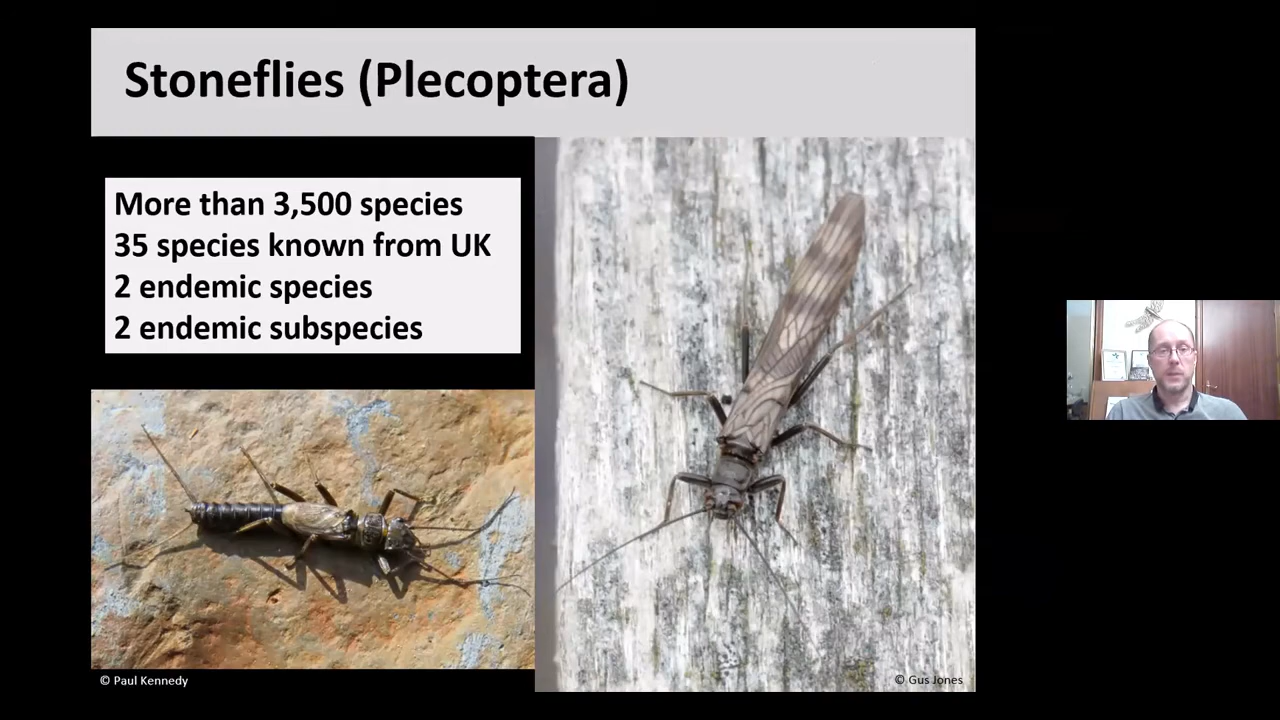 Stoneflies (Plecoptera)
More than 3,500 species
35 species known from UK
2 endemic species
2 endemic subspecies
© Paul Kennedy
© Gus Jones